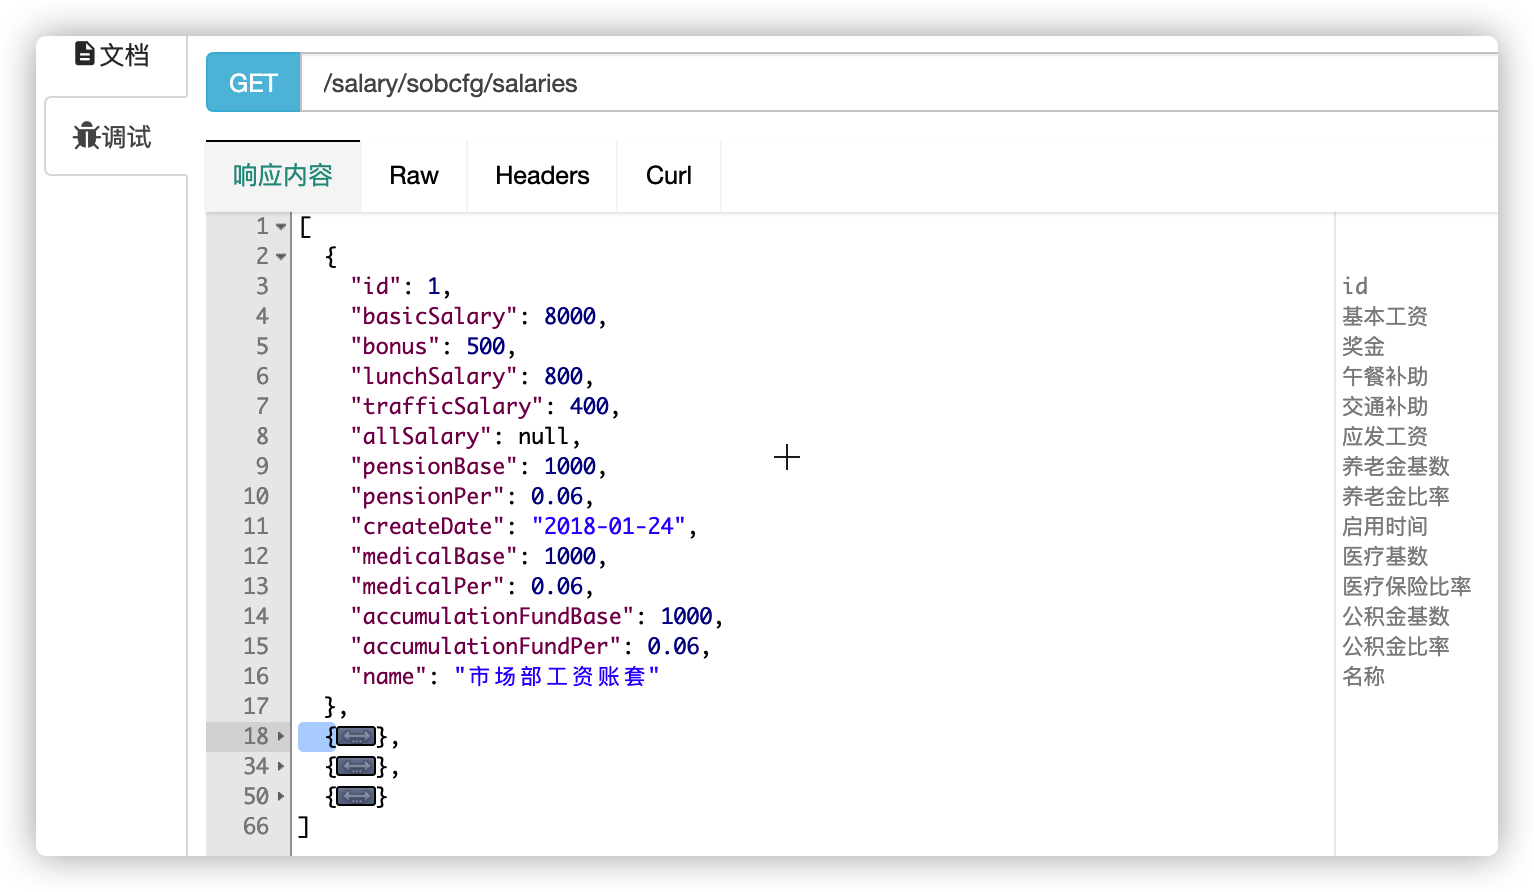 文档
调试
GET /salary/sobcfg/salaries
响应内容 Raw Headers Curl
1 [
2 {
3 "id": 1, id
4 "basicSalary": 8000, 基本工资
5 "bonus": 500, 奖金
6 "lunchSalary": 800, 午餐补助
7 "trafficSalary": 400, 交通补助
8 "allSalary": null, 应发工资
9 "pensionBase": 1000, 养老金基数
10 "pensionPer": 0.06, 养老金比率
11 "createDate": "2018-01-24", 启用时间
12 "medicalBase": 1000, 医疗基数
13 "medicalPer": 0.06, 医疗保险比率
14 "accumulationFundBase": 1000, 公积金基数
15 "accumulationFundPer": 0.06, 公积金比率
16 "name": "市场部工资账套" 名称
17 },
18 {↔},
34 {↔},
50 {↔}
66 ]